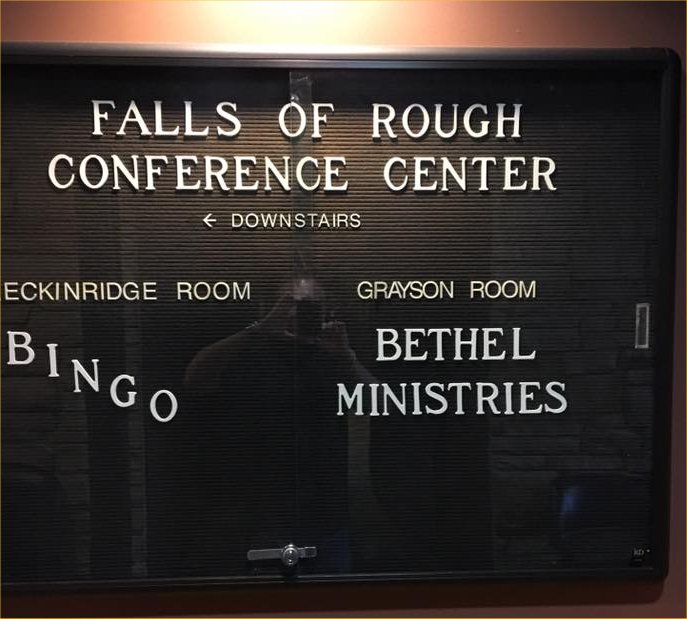 FALLS OF ROUGH
CONFERENCE CENTER
← DOWNSTAIRS
ECKINRIDGE ROOM
GRAYSON ROOM
BINGO
BETHEL
MINISTRIES